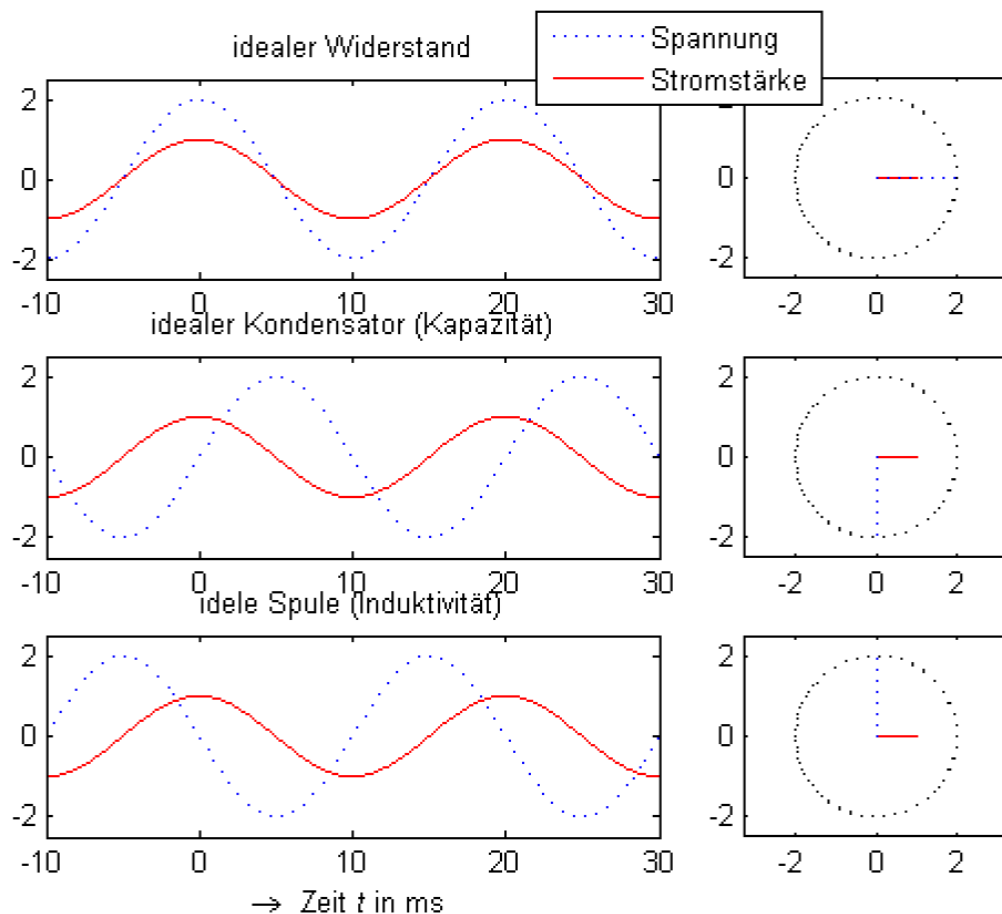 idealer Widerstand
Spannung
Stromstärke
2
0
-2
-10 0 10 20 30
2
0
-2
-2 0 2
idealer Kondensator (Kapazität)
2
0
-2
-10 0 10 20 30
2
0
-2
-2 0 2
idele Spule (Induktivität)
2
0
-2
-10 0 10 20 30
2
0
-2
-2 0 2
→ Zeit t in ms